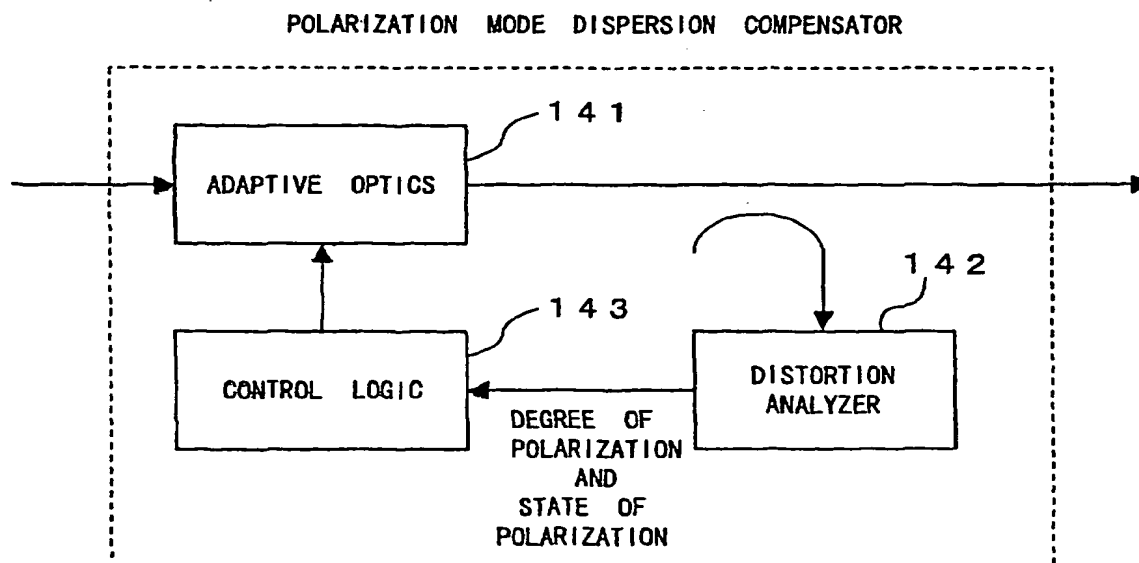 POLARIZATION MODE DISPERSION COMPENSATOR
141
ADAPTIVE OPTICS
142
143
CONTROL LOGIC
DISTORTION
ANALYZER
DEGREE OF
POLARIZATION
AND
STATE OF
POLARIZATION